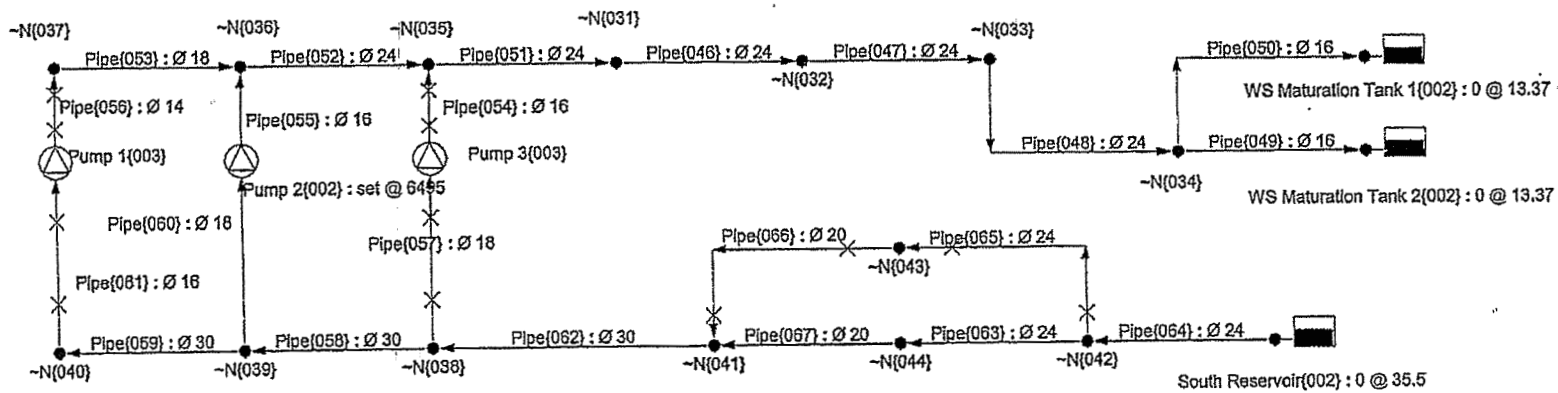 ~N{037}
~N{036}
~N{035}
~N{031}
~N{033}
Pipe{053} : Ø 18
Pipe{052} : Ø 24
Pipe{051} : Ø 24
Pipe{046} : Ø 24
Pipe{047} : Ø 24
Pipe{050} : Ø 16
~N{032}
WS Maturation Tank 1{002} : 0 @ 13.37
Pipe{056} : Ø 14
Pipe{055} : Ø 16
Pipe{054} : Ø 16
Pipe{048} : Ø 24
Pipe{049} : Ø 16
Pump 1{003}
Pump 3{003}
~N{034}
Pump 2{002} : set @ 6495
WS Maturation Tank 2{002} : 0 @ 13.37
Pipe{060} : Ø 18
Pipe{057} : Ø 18
Pipe{066} : Ø 20
Pipe{065} : Ø 24
~N{043}
Pipe{061} : Ø 16
Pipe{059} : Ø 30
Pipe{058} : Ø 30
Pipe{062} : Ø 30
Pipe{067} : Ø 20
Pipe{063} : Ø 24
Pipe{064} : Ø 24
~N{040}
~N{039}
~N{038}
~N{041}
~N{044}
~N{042}
South Reservoir{002} : 0 @ 35.5